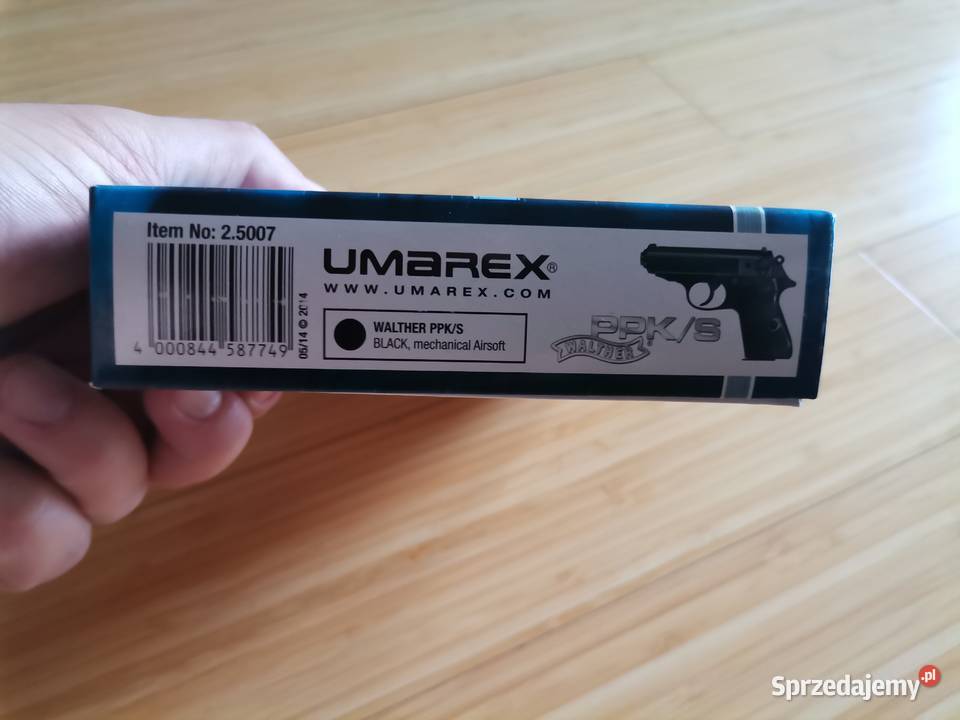 Item No: 2.5007
4 000844 587749
05/14 © 2014
UMAREX®
WWW.UMAREX.COM
WALTHER PPK/S
BLACK, mechanical Airsoft
PPK/S
WALTHER
Sprzedajemy.pl